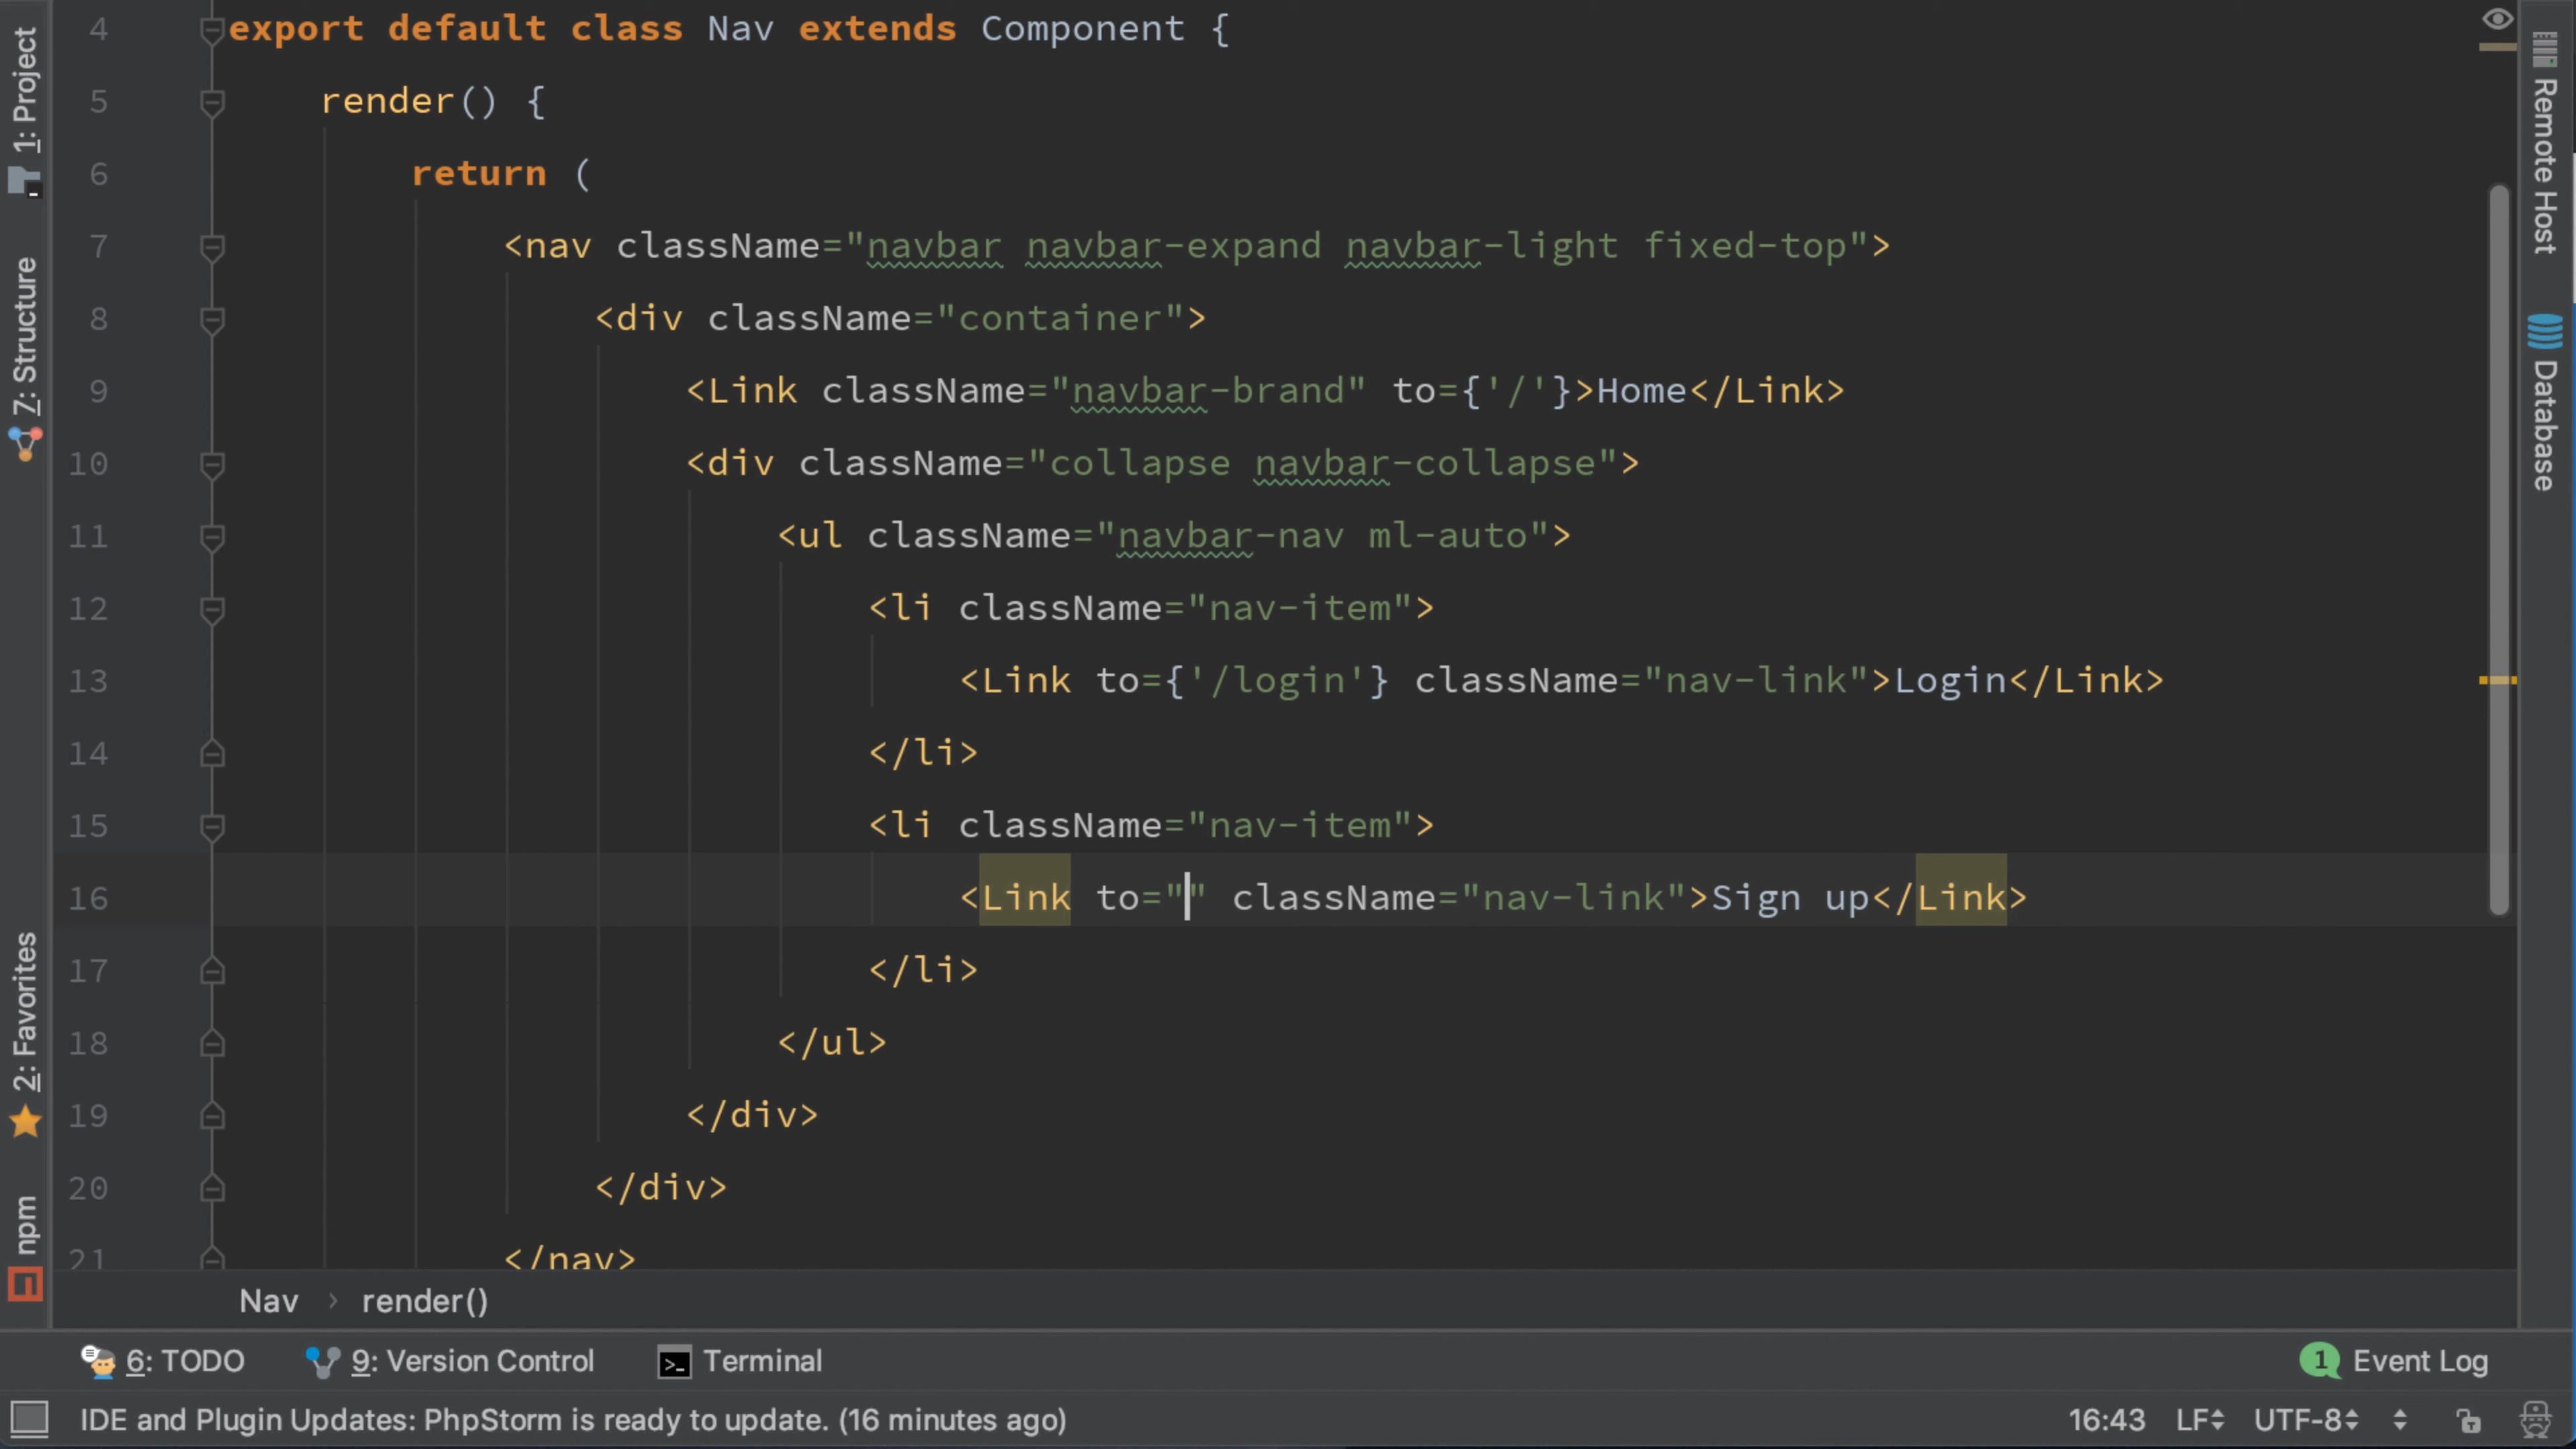 4 export default class Nav extends Component {
5 render() {
6 return (
7 <nav className="navbar navbar-expand navbar-light fixed-top">
8 <div className="container">
9 <Link className="navbar-brand" to={'/'}>Home</Link>
10 <div className="collapse navbar-collapse">
11 <ul className="navbar-nav ml-auto">
12 <li className="nav-item">
13 <Link to={'/login'} className="nav-link">Login</Link>
14 </li>
15 <li className="nav-item">
16 <Link to="" className="nav-link">Sign up</Link>
17 </li>
18 </ul>
19 </div>
20 </div>
21 </nav>
Nav › render()
1: Project
7: Structure
2: Favorites
npm
Remote Host
Database
6: TODO
9: Version Control
Terminal
1 Event Log
IDE and Plugin Updates: PhpStorm is ready to update. (16 minutes ago)
16:43 LF UTF-8